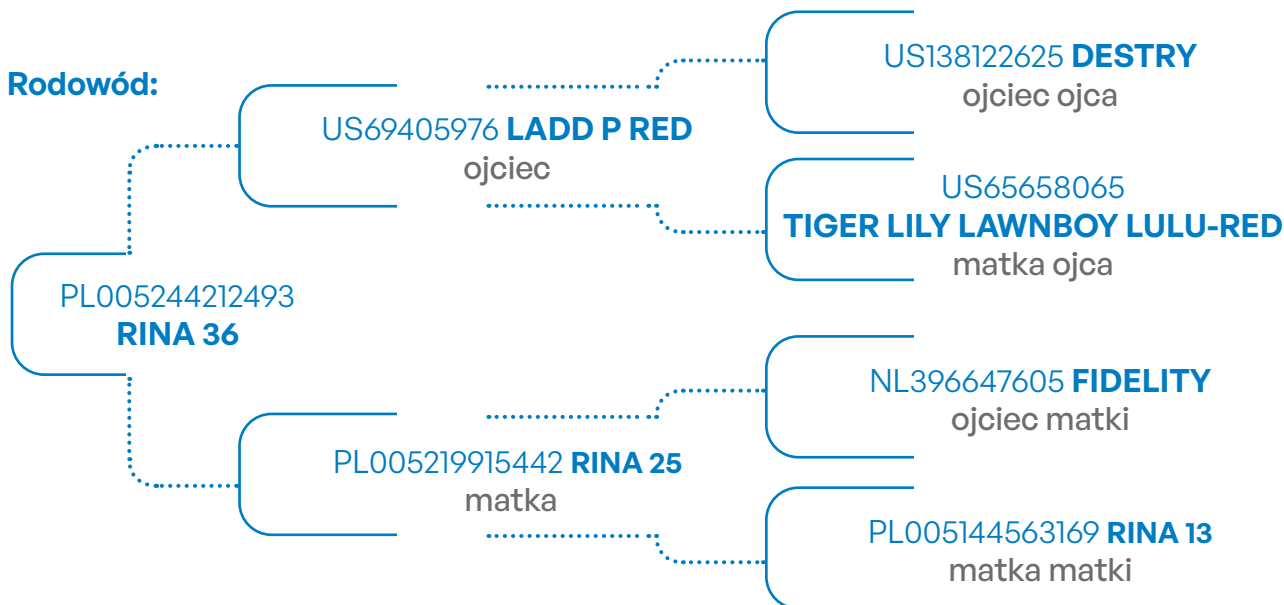 Rodowód:
US138122625 DESTRY
ojciec ojca
US69405976 LADD P RED
ojciec
US65658065
TIGER LILY LAWNBOY LULU-RED
matka ojca
PL005244212493
RINA 36
NL396647605 FIDELITY
ojciec matki
PL005219915442 RINA 25
matka
PL005144563169 RINA 13
matka matki